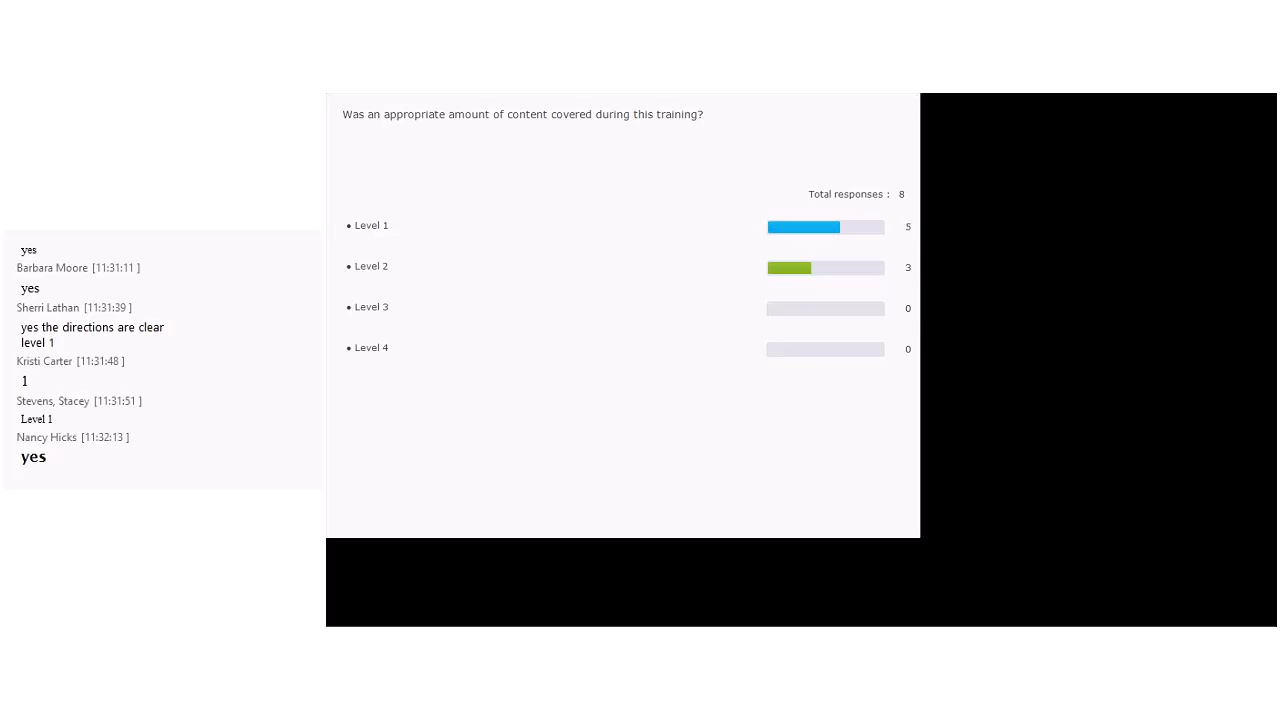 yes
Barbara Moore [11:31:11 ]
yes
Sherri Lathan [11:31:39 ]
yes the directions are clear
level 1
Kristi Carter [11:31:48 ]
1
Stevens, Stacey [11:31:51 ]
Level 1
Nancy Hicks [11:32:13 ]
yes
Was an appropriate amount of content covered during this training?
Total responses : 8
• Level 1 5
• Level 2 3
• Level 3 0
• Level 4 0